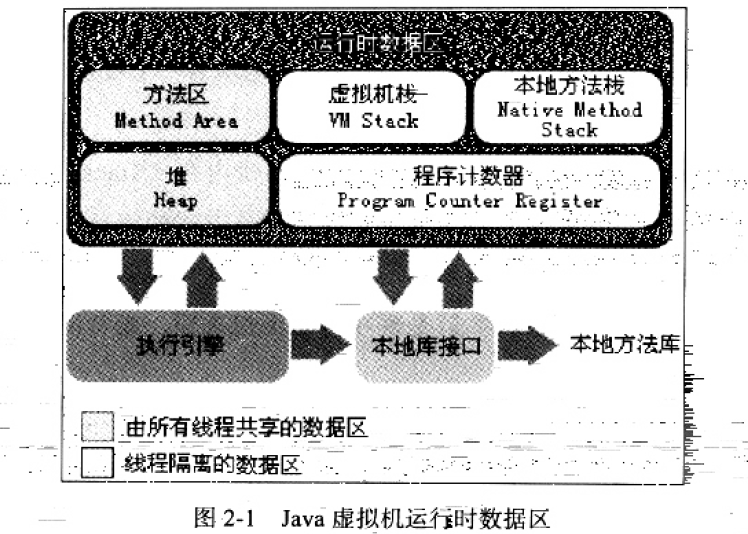 运行时数据区
方法区
Method Area
虚拟机栈
VM Stack
本地方法栈
Native Method
Stack
堆
Heap
程序计数器
Program Counter Register
执行引擎
本地库接口
本地方法库
由所有线程共享的数据区
线程隔离的数据区
图 2-1 Java 虚拟机运行时数据区